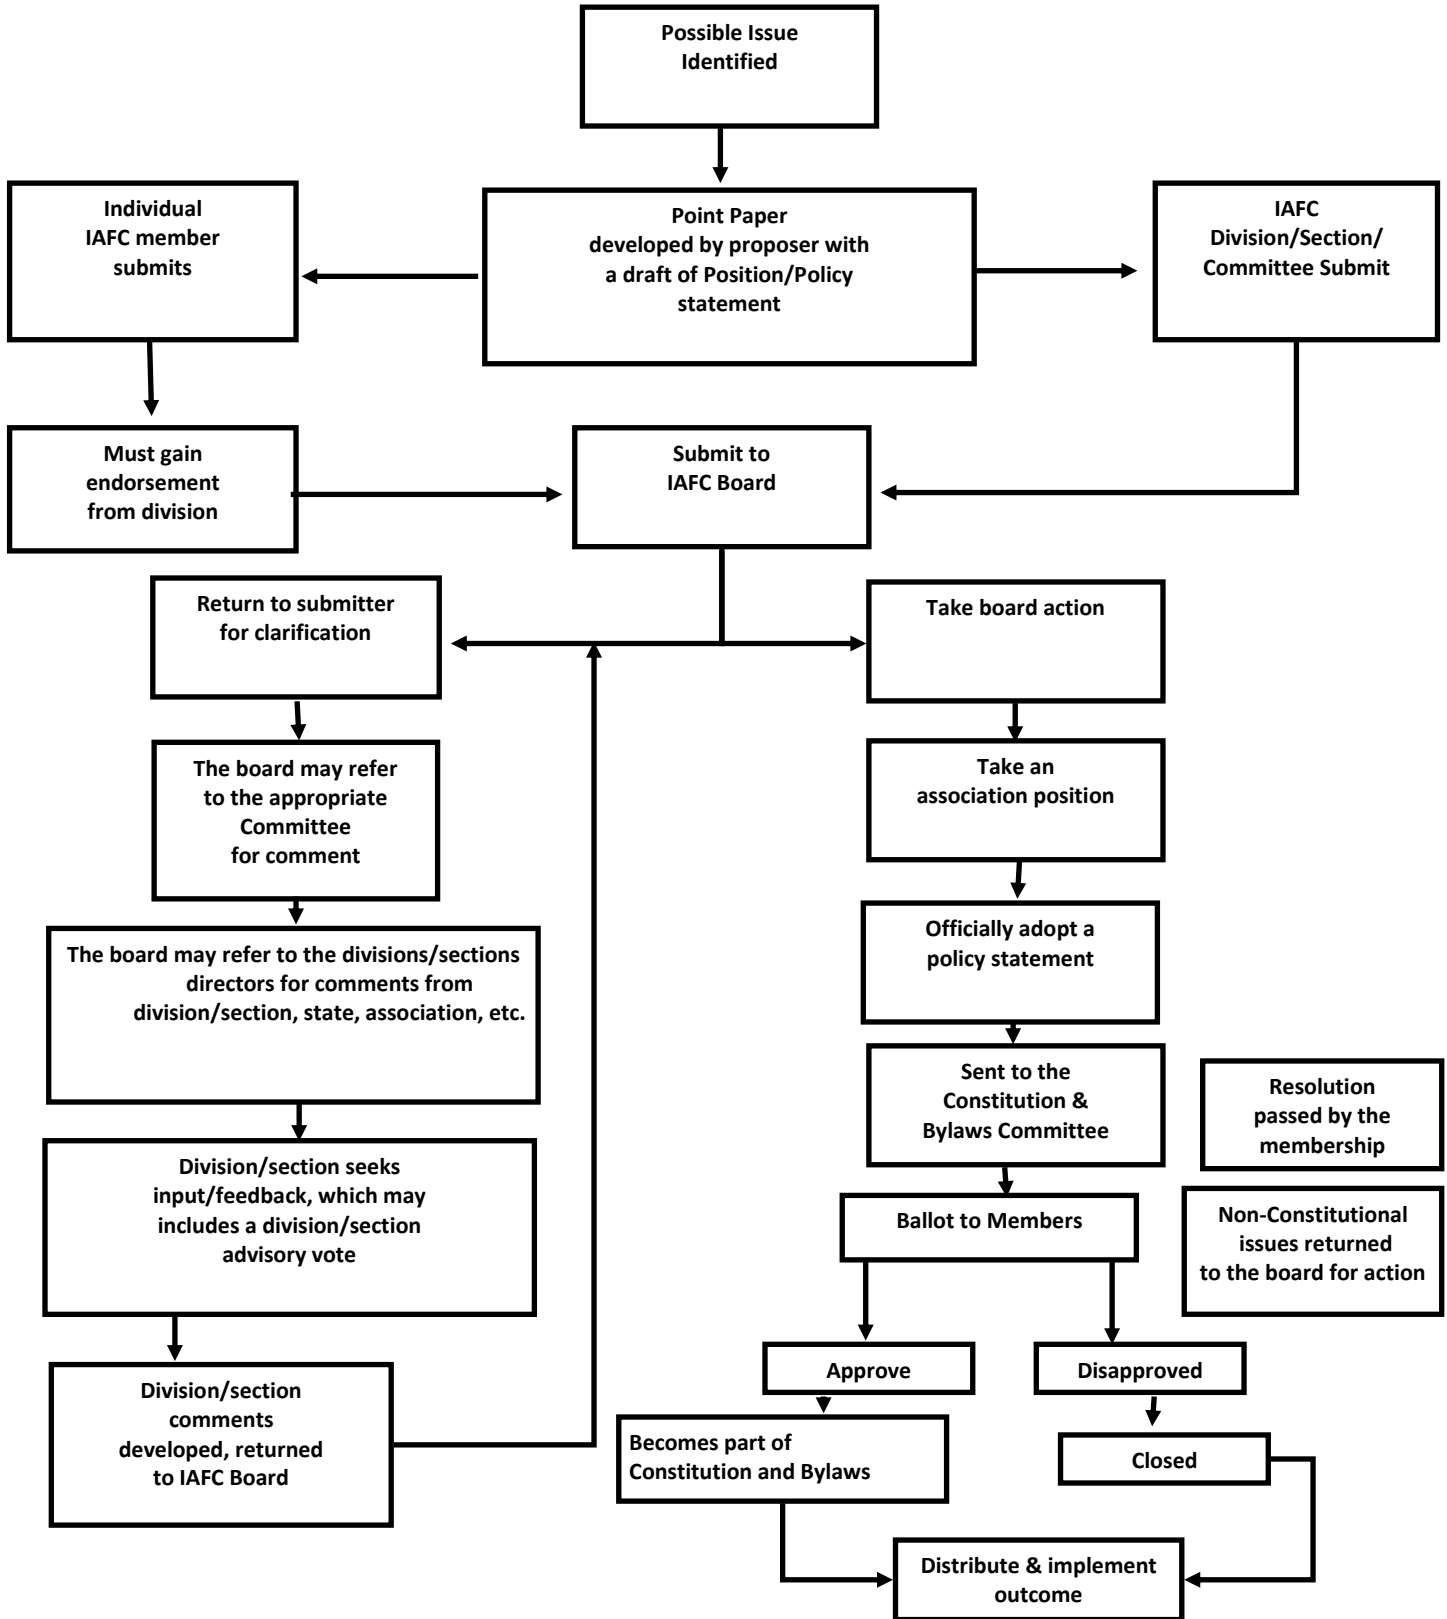 Possible Issue
Identified
Individual
IAFC member
submits
Point Paper
developed by proposer with
a draft of Position/Policy
statement
IAFC
Division/Section/
Committee Submit
Must gain
endorsement
from division
Submit to
IAFC Board
Return to submitter
for clarification
Take board action
The board may refer
to the appropriate
Committee
for comment
Take an
association position
The board may refer to the divisions/sections
directors for comments from
division/section, state, association, etc.
Officially adopt a
policy statement
Sent to the
Constitution &
Bylaws Committee
Resolution
passed by the
membership
Division/section seeks
input/feedback, which may
includes a division/section
advisory vote
Ballot to Members
Non-Constitutional
issues returned
to the board for action
Approve
Disapproved
Division/section
comments
developed, returned
to IAFC Board
Becomes part of
Constitution and Bylaws
Closed
Distribute & implement
outcome